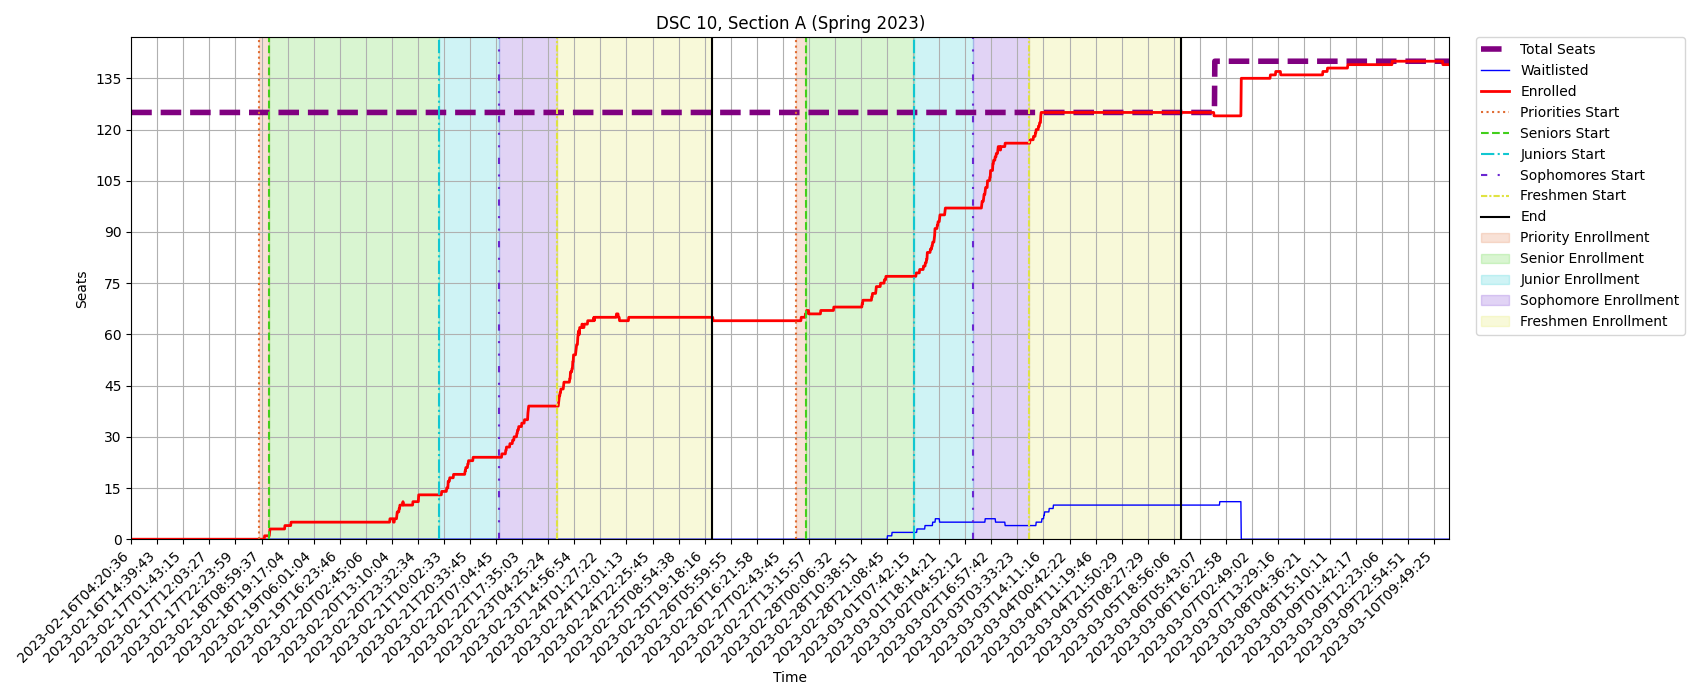 DSC 10, Section A (Spring 2023)
Seats
135
120
105
90
75
60
45
30
15
0
2023-02-16T04:20:36
2023-02-16T14:39:43
2023-02-17T01:43:15
2023-02-17T12:03:27
2023-02-17T22:23:59
2023-02-18T08:59:37
2023-02-18T19:17:04
2023-02-19T06:01:04
2023-02-19T16:23:46
2023-02-20T02:45:06
2023-02-20T13:10:04
2023-02-20T23:32:34
2023-02-21T10:02:33
2023-02-21T20:33:45
2023-02-22T07:04:45
2023-02-22T17:35:03
2023-02-23T04:25:24
2023-02-23T14:56:54
2023-02-24T01:27:22
2023-02-24T12:01:13
2023-02-24T22:25:45
2023-02-25T08:54:38
2023-02-25T19:18:16
2023-02-26T05:59:55
2023-02-26T16:21:58
2023-02-27T02:43:45
2023-02-27T13:15:57
2023-02-28T00:06:32
2023-02-28T10:38:51
2023-02-28T21:08:45
2023-03-01T07:42:15
2023-03-01T18:14:21
2023-03-02T04:52:12
2023-03-02T16:57:42
2023-03-03T03:33:23
2023-03-03T14:11:16
2023-03-04T00:42:22
2023-03-04T11:19:46
2023-03-04T21:50:29
2023-03-05T08:27:29
2023-03-05T18:56:06
2023-03-06T05:43:07
2023-03-06T16:22:58
2023-03-07T02:49:02
2023-03-07T13:29:16
2023-03-08T04:36:21
2023-03-08T15:10:11
2023-03-09T01:42:17
2023-03-09T12:23:06
2023-03-09T22:54:51
2023-03-10T09:49:25
Time
Total Seats
Waitlisted
Enrolled
Priorities Start
Seniors Start
Juniors Start
Sophomores Start
Freshmen Start
End
Priority Enrollment
Senior Enrollment
Junior Enrollment
Sophomore Enrollment
Freshmen Enrollment